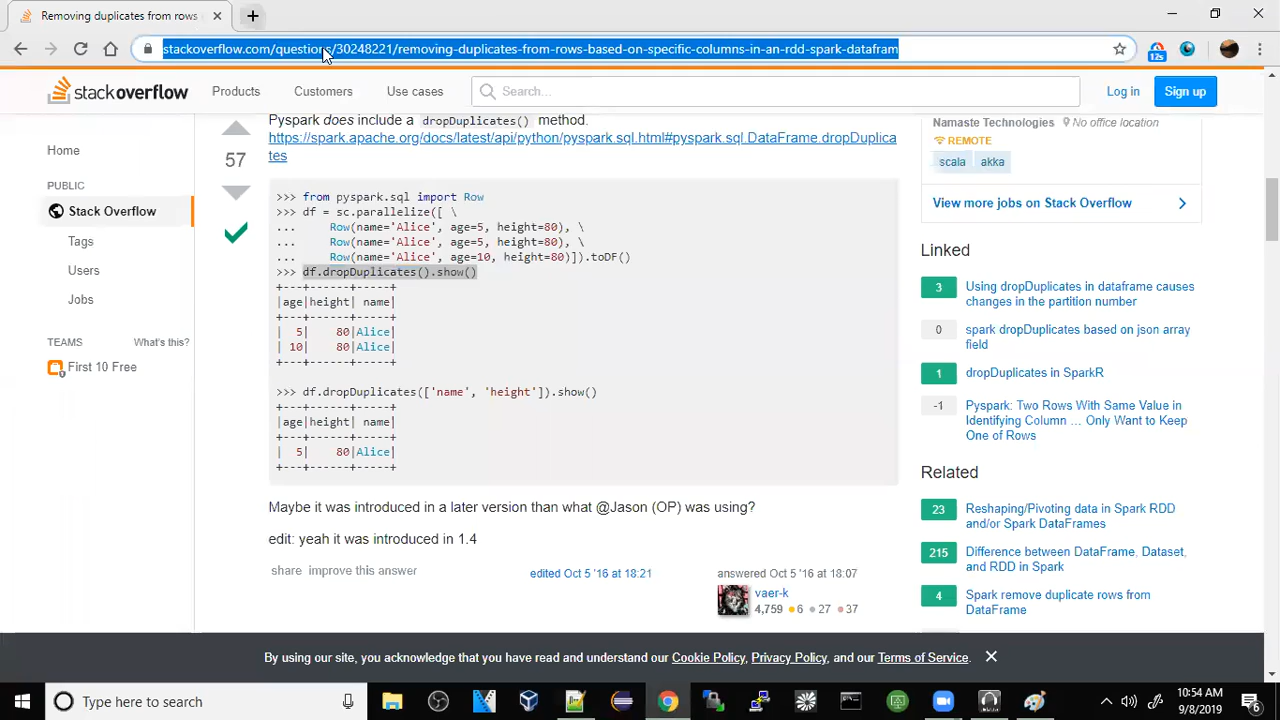 Removing duplicates from rows
stackoverflow.com/questions/30248221/removing-duplicates-from-rows-based-on-specific-columns-in-an-rdd-spark-datafram
12s
stackoverflow
Products
Customers
Use cases
Search...
Log in
Sign up
Home
PUBLIC
Stack Overflow
Tags
Users
Jobs
TEAMS
What's this?
First 10 Free
57
Pyspark does include a dropDuplicates() method.
https://spark.apache.org/docs/latest/api/python/pyspark.sql.html#pyspark.sql.DataFrame.dropDuplica
tes
>>> from pyspark.sql import Row
>>> df = sc.parallelize([ \
...     Row(name='Alice', age=5, height=80), \
...     Row(name='Alice', age=5, height=80), \
...     Row(name='Alice', age=10, height=80)]).toDF()
>>> df.dropDuplicates().show()
+---+------+-----+
|age|height| name|
+---+------+-----+
|  5|    80|Alice|
| 10|    80|Alice|
+---+------+-----+
>>> df.dropDuplicates(['name', 'height']).show()
+---+------+-----+
|age|height| name|
+---+------+-----+
|  5|    80|Alice|
+---+------+-----+
Maybe it was introduced in a later version than what @Jason (OP) was using?
edit: yeah it was introduced in 1.4
share improve this answer
edited Oct 5 '16 at 18:21
answered Oct 5 '16 at 18:07
vaer-k
4,759 6 27 37
Namaste Technologies No office location
REMOTE
scala akka
View more jobs on Stack Overflow
Linked
3 Using dropDuplicates in dataframe causes
changes in the partition number
0 spark dropDuplicates based on json array
field
1 dropDuplicates in SparkR
-1 Pyspark: Two Rows With Same Value in
Identifying Column … Only Want to Keep
One of Rows
Related
23 Reshaping/Pivoting data in Spark RDD
and/or Spark DataFrames
215 Difference between DataFrame, Dataset,
and RDD in Spark
4 Spark remove duplicate rows from
DataFrame
By using our site, you acknowledge that you have read and understand our Cookie Policy, Privacy Policy, and our Terms of Service.
Type here to search
10:54 AM
9/8/2019
6